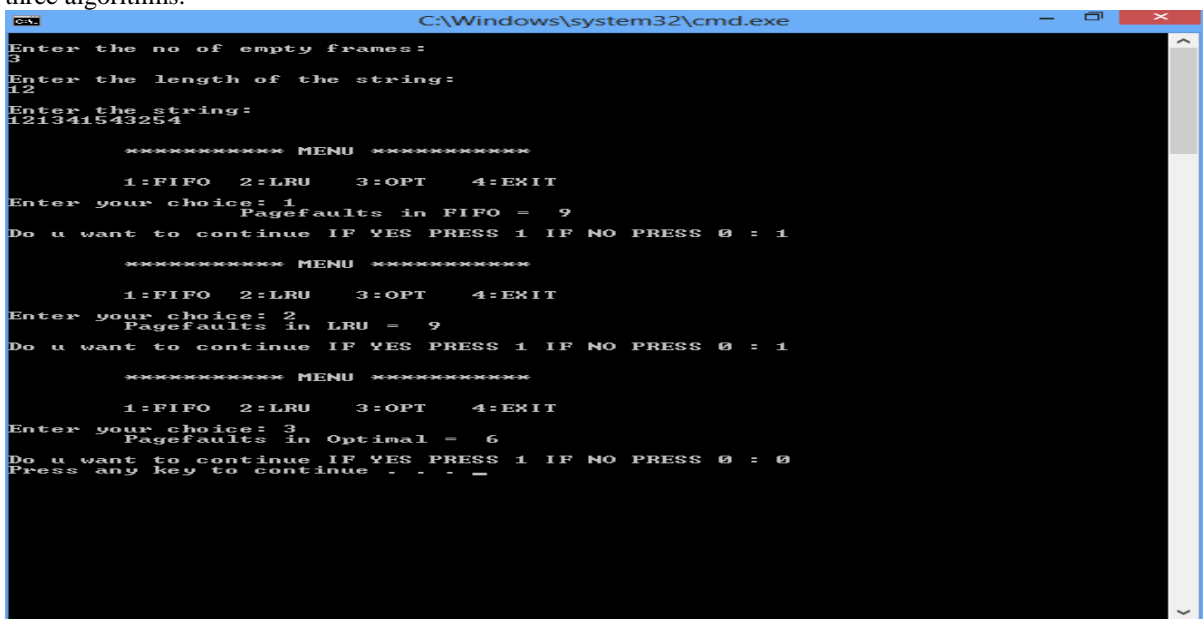 three algorithms.
C:\Windows\system32\cmd.exe
Enter the no of empty frames:
3
Enter the length of the string:
12
Enter the string:
121341543254
*********** MENU ***********
1:FIFO 2:LRU 3:OPT 4:EXIT
Enter your choice: 1
Pagefaults in FIFO = 9
Do u want to continue IF YES PRESS 1 IF NO PRESS 0 : 1
*********** MENU ***********
1:FIFO 2:LRU 3:OPT 4:EXIT
Enter your choice: 2
Pagefaults in LRU = 9
Do u want to continue IF YES PRESS 1 IF NO PRESS 0 : 1
*********** MENU ***********
1:FIFO 2:LRU 3:OPT 4:EXIT
Enter your choice: 3
Pagefaults in Optimal = 6
Do u want to continue IF YES PRESS 1 IF NO PRESS 0 : 0
Press any key to continue . . . _